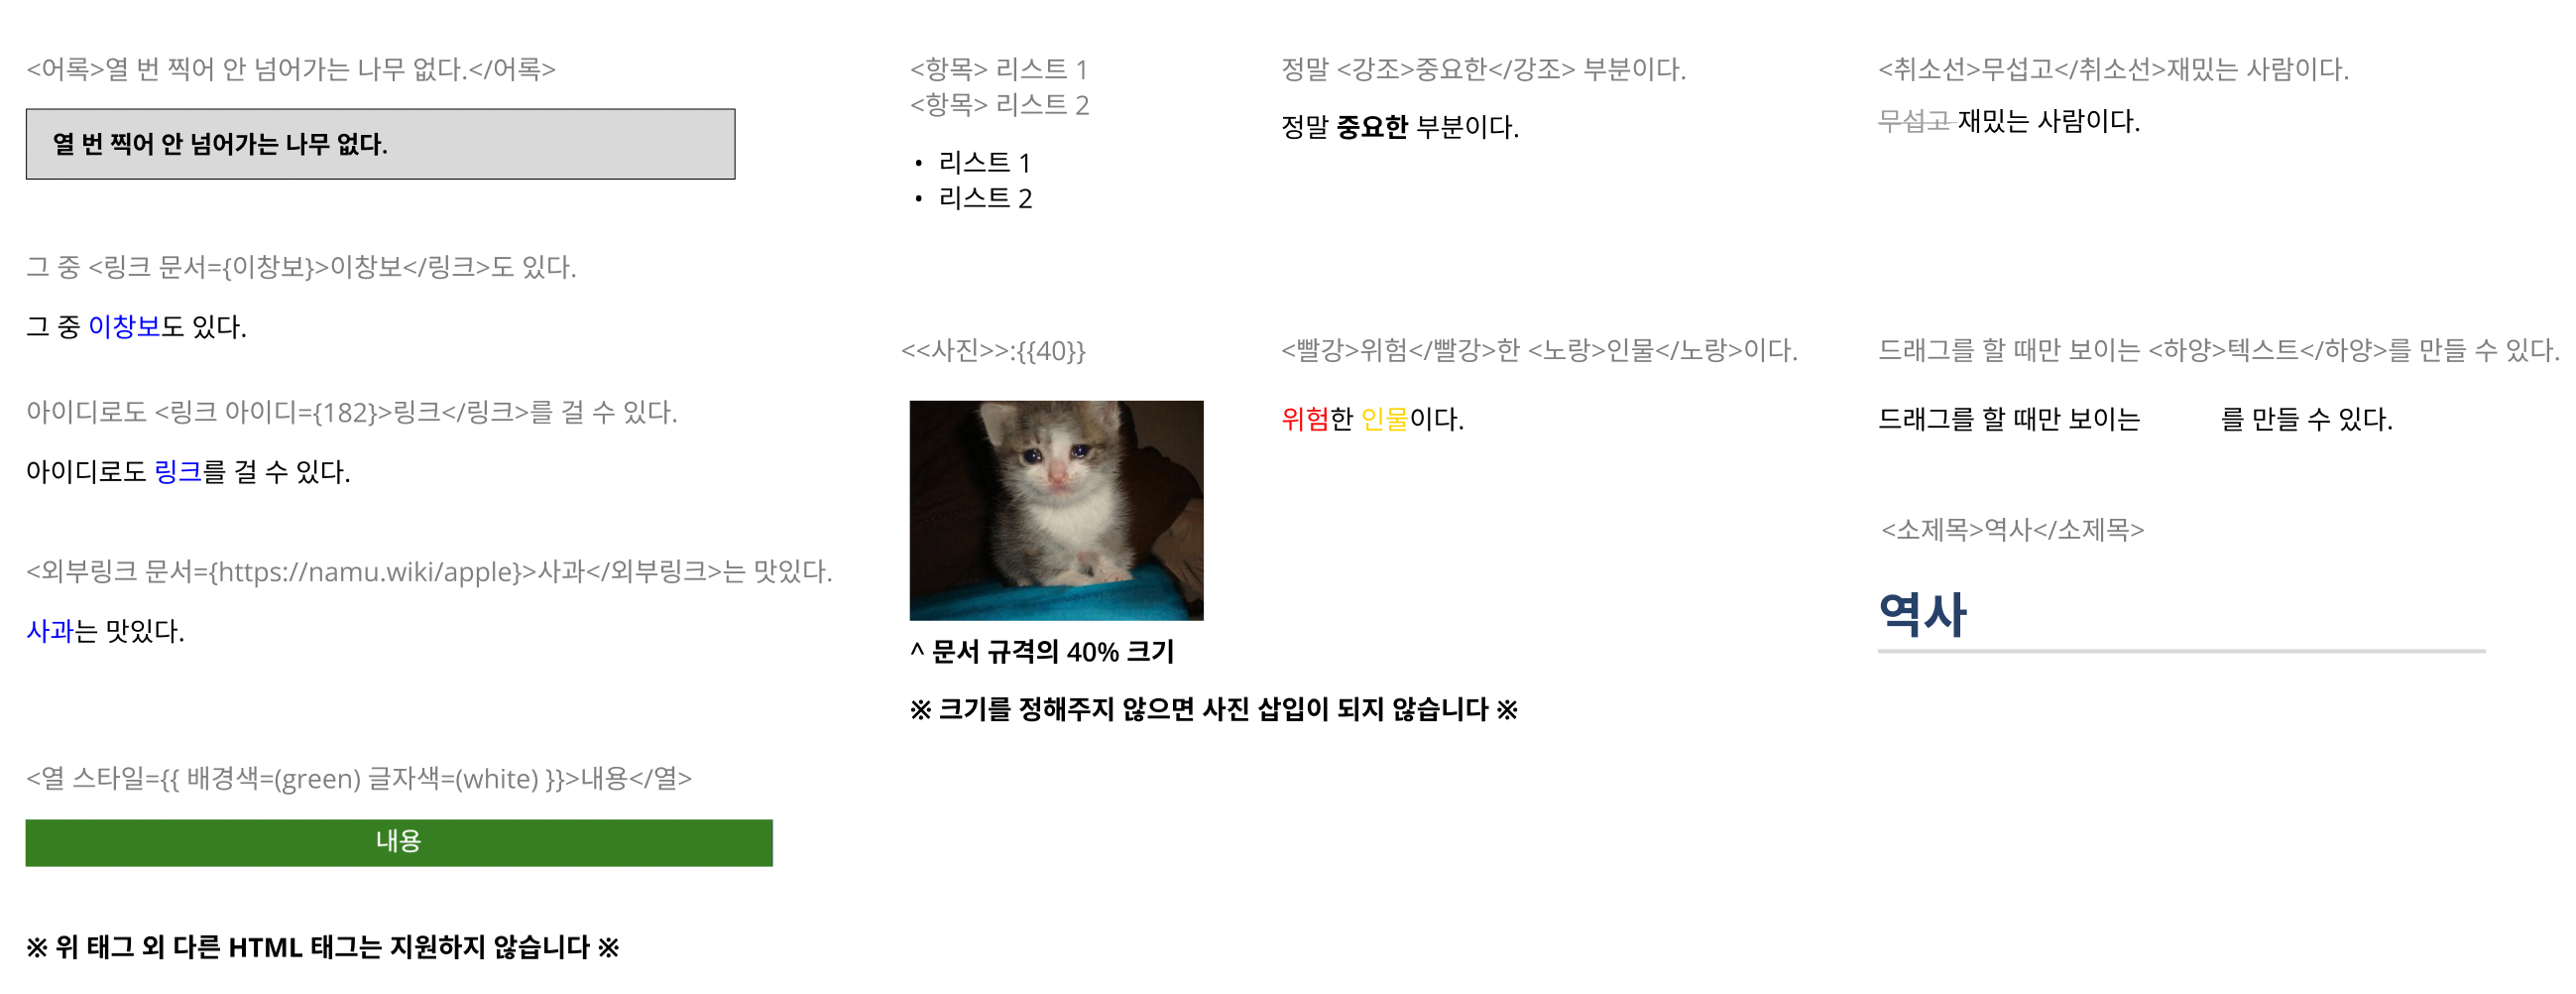 <어록>열 번 찍어 안 넘어가는 나무 없다.</어록>
열 번 찍어 안 넘어가는 나무 없다.
그 중 <링크 문서={이창보}>이창보</링크>도 있다.
그 중 이창보도 있다.
아이디로도 <링크 아이디={182}>링크</링크>를 걸 수 있다.
아이디로도 링크를 걸 수 있다.
<외부링크 문서={https://namu.wiki/apple}>사과</외부링크>는 맛있다.
사과는 맛있다.
<열 스타일={{ 배경색=(green) 글자색=(white) }}>내용</열>
내용
※ 위 태그 외 다른 HTML 태그는 지원하지 않습니다 ※
<항목> 리스트 1
<항목> 리스트 2
• 리스트 1
• 리스트 2
<<사진>>:{{40}}
^ 문서 규격의 40% 크기
※ 크기를 정해주지 않으면 사진 삽입이 되지 않습니다 ※
정말 <강조>중요한</강조> 부분이다.
정말 중요한 부분이다.
<빨강>위험</빨강>한 <노랑>인물</노랑>이다.
위험한 인물이다.
<취소선>무섭고</취소선>재밌는 사람이다.
무섭고 재밌는 사람이다.
드래그를 할 때만 보이는 <하양>텍스트</하양>를 만들 수 있다.
드래그를 할 때만 보이는 를 만들 수 있다.
<소제목>역사</소제목>
역사